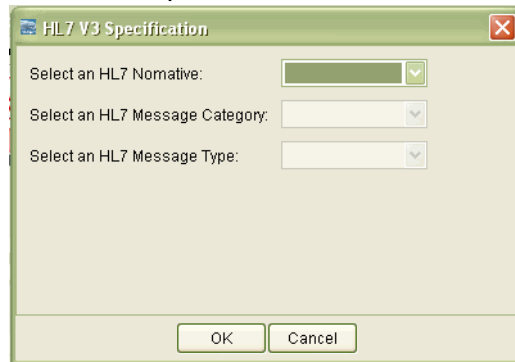 HL7 V3 Specification
Select an HL7 Nomative:
Select an HL7 Message Category:
Select an HL7 Message Type:
OK Cancel